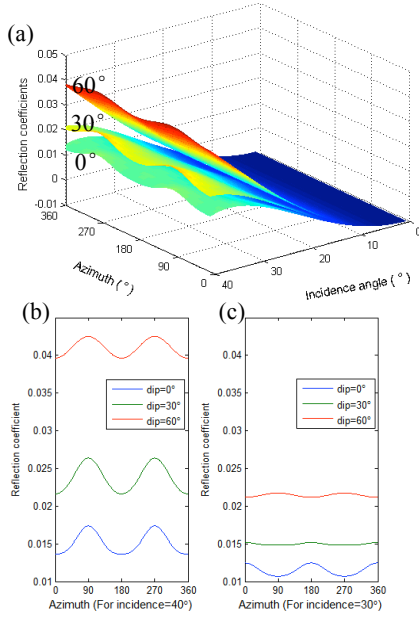 (a)
0.05
0.04
0.03
0.02
0.01
0
-0.01
Reflection coefficients
60°
30°
0°
360
270
180
90
0
Azimuth ( ° )
40
30
20
10
0
Incidence angle ( ° )
(b)
0.04
0.035
0.03
0.025
0.02
0.015
0.01
Reflection coefficient
dip=0°
dip=30°
dip=60°
0 90 180 270 360
Azimuth (For incidence=40°)
(c)
0.04
0.035
0.03
0.025
0.02
0.015
0.01
Reflection coefficient
dip=0°
dip=30°
dip=60°
0 90 180 270 360
Azimuth (For incidence=30°)